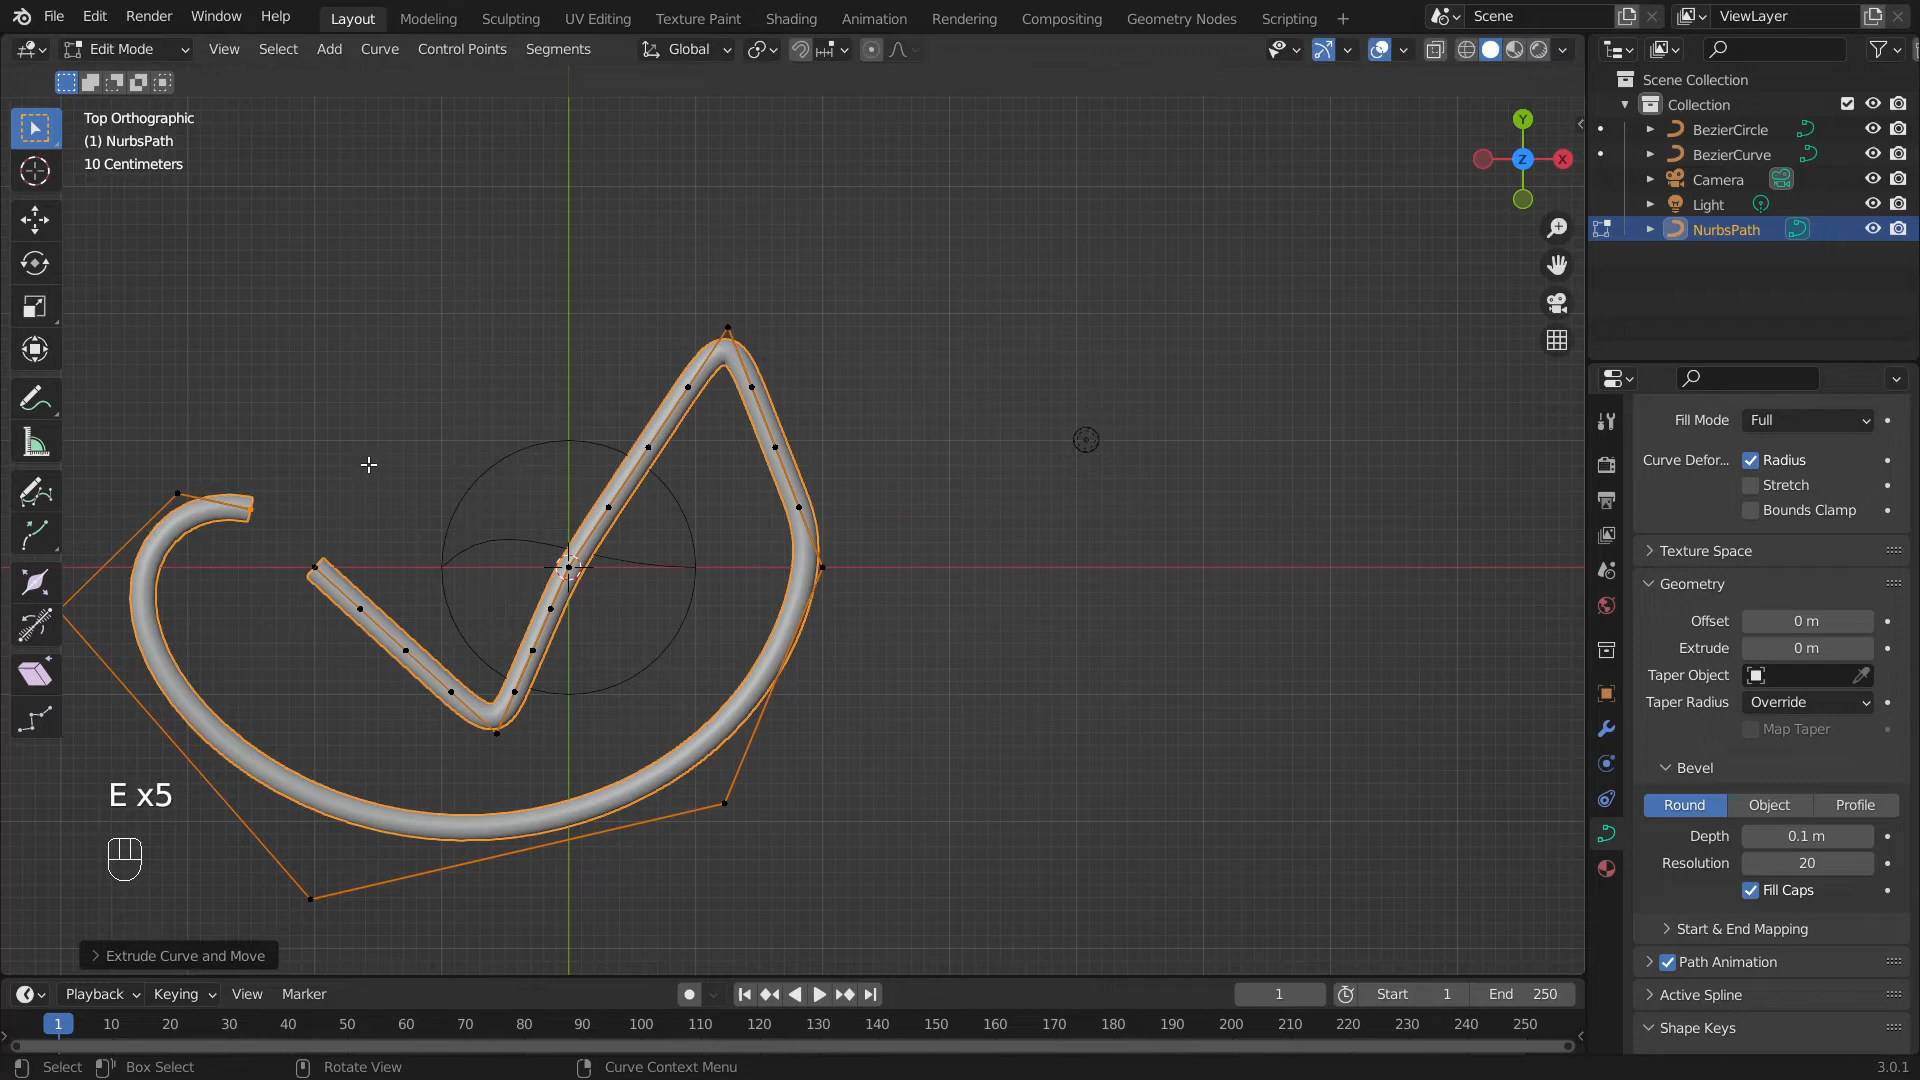 File Edit Render Window Help Layout Modeling Sculpting UV Editing Texture Paint Shading Animation Rendering Compositing Geometry Nodes Scripting + Scene ViewLayer
Edit Mode View Select Add Curve Control Points Segments Global
Top Orthographic
(1) NurbsPath
10 Centimeters
Y
Z
X
E x5
Extrude Curve and Move
Scene Collection
Collection
BezierCircle
BezierCurve
Camera
Light
NurbsPath
Fill Mode Full
Curve Defor... Radius
Stretch
Bounds Clamp
Texture Space
Geometry
Offset 0 m
Extrude 0 m
Taper Object
Taper Radius Override
Map Taper
Bevel
Round Object Profile
Depth 0.1 m
Resolution 20
Fill Caps
Start & End Mapping
Path Animation
Active Spline
Shape Keys
Playback Keying View Marker 1 Start 1 End 250
1 10 20 30 40 50 60 70 80 90 100 110 120 130 140 150 160 170 180 190 200 210 220 230 240 250
Select Box Select Rotate View Curve Context Menu 3.0.1